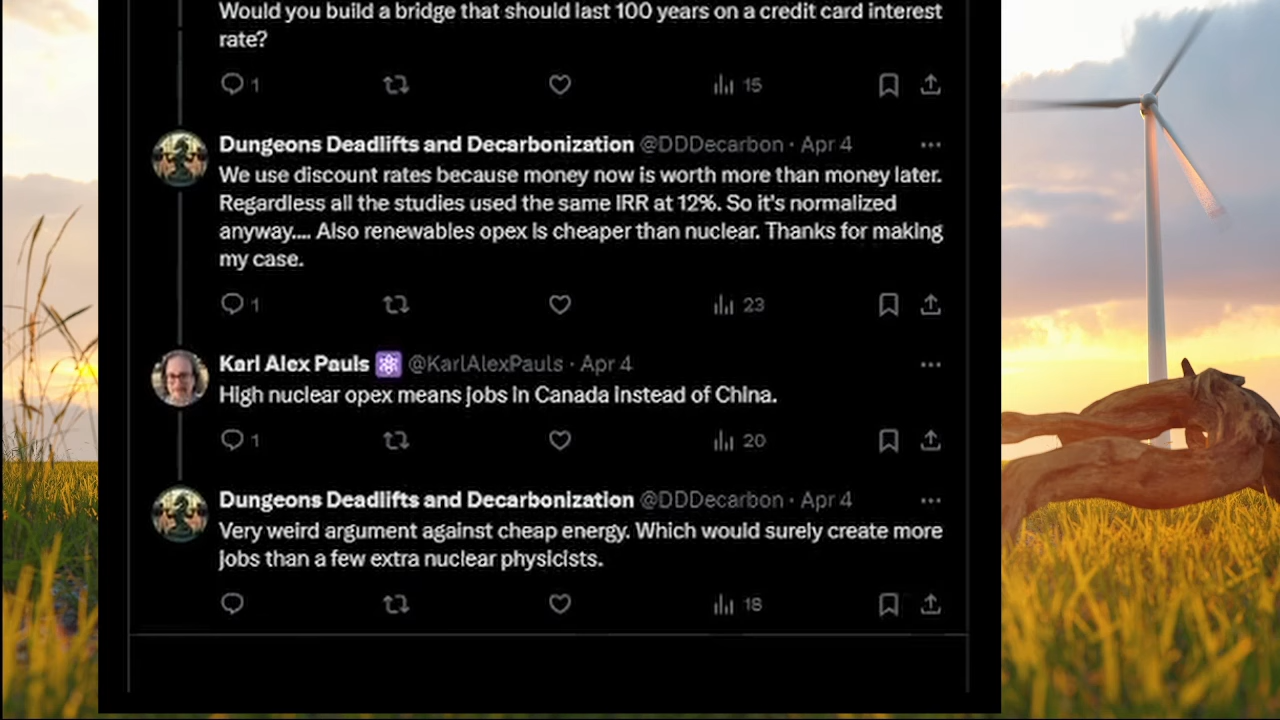 Would you build a bridge that should last 100 years on a credit card interest
rate?
1 15
Dungeons Deadlifts and Decarbonization @DDDecarbon · Apr 4
We use discount rates because money now is worth more than money later.
Regardless all the studies used the same IRR at 12%. So it's normalized
anyway.... Also renewables opex is cheaper than nuclear. Thanks for making
my case.
1 23
Karl Alex Pauls ⚛ @KarlAlexPauls · Apr 4
High nuclear opex means jobs in Canada instead of China.
1 20
Dungeons Deadlifts and Decarbonization @DDDecarbon · Apr 4
Very weird argument against cheap energy. Which would surely create more
jobs than a few extra nuclear physicists.
18